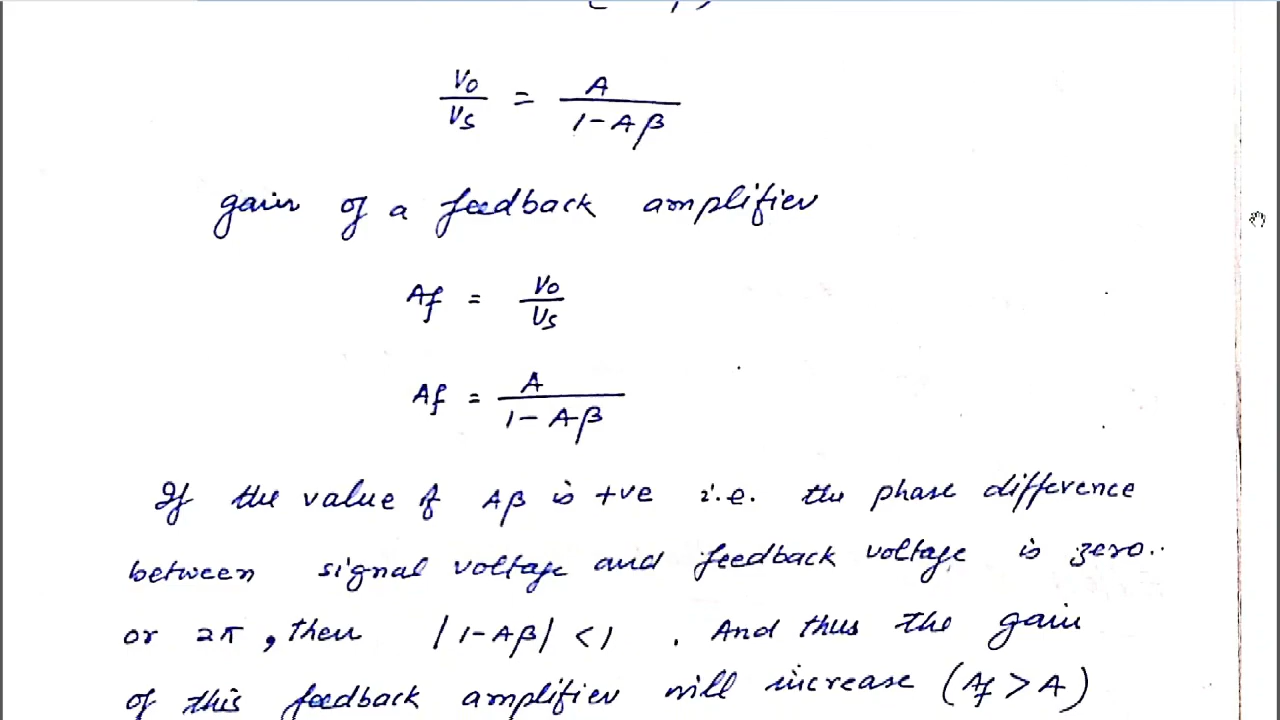 Vo/Vs = A/(1-Aβ)
gain of a feedback amplifier
Af = Vo/Vs
Af = A/(1-Aβ)
If the value of Aβ is +ve i.e. the phase difference
between signal voltage and feedback voltage is zero..
or 2π, then |1-Aβ| <1 . And thus the gain
of this feedback amplifier will increase (Af > A)